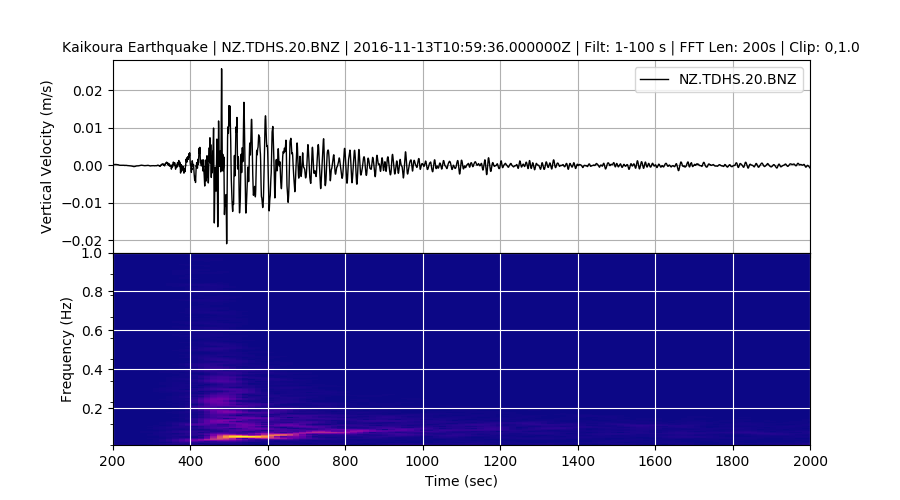 Kaikoura Earthquake | NZ.TDHS.20.BNZ | 2016-11-13T10:59:36.000000Z | Filt: 1-100 s | FFT Len: 200s | Clip: 0,1.0
NZ.TDHS.20.BNZ
Vertical Velocity (m/s)
0.02
0.01
0.00
−0.01
−0.02
Frequency (Hz)
1.0
0.8
0.6
0.4
0.2
200 400 600 800 1000 1200 1400 1600 1800 2000
Time (sec)